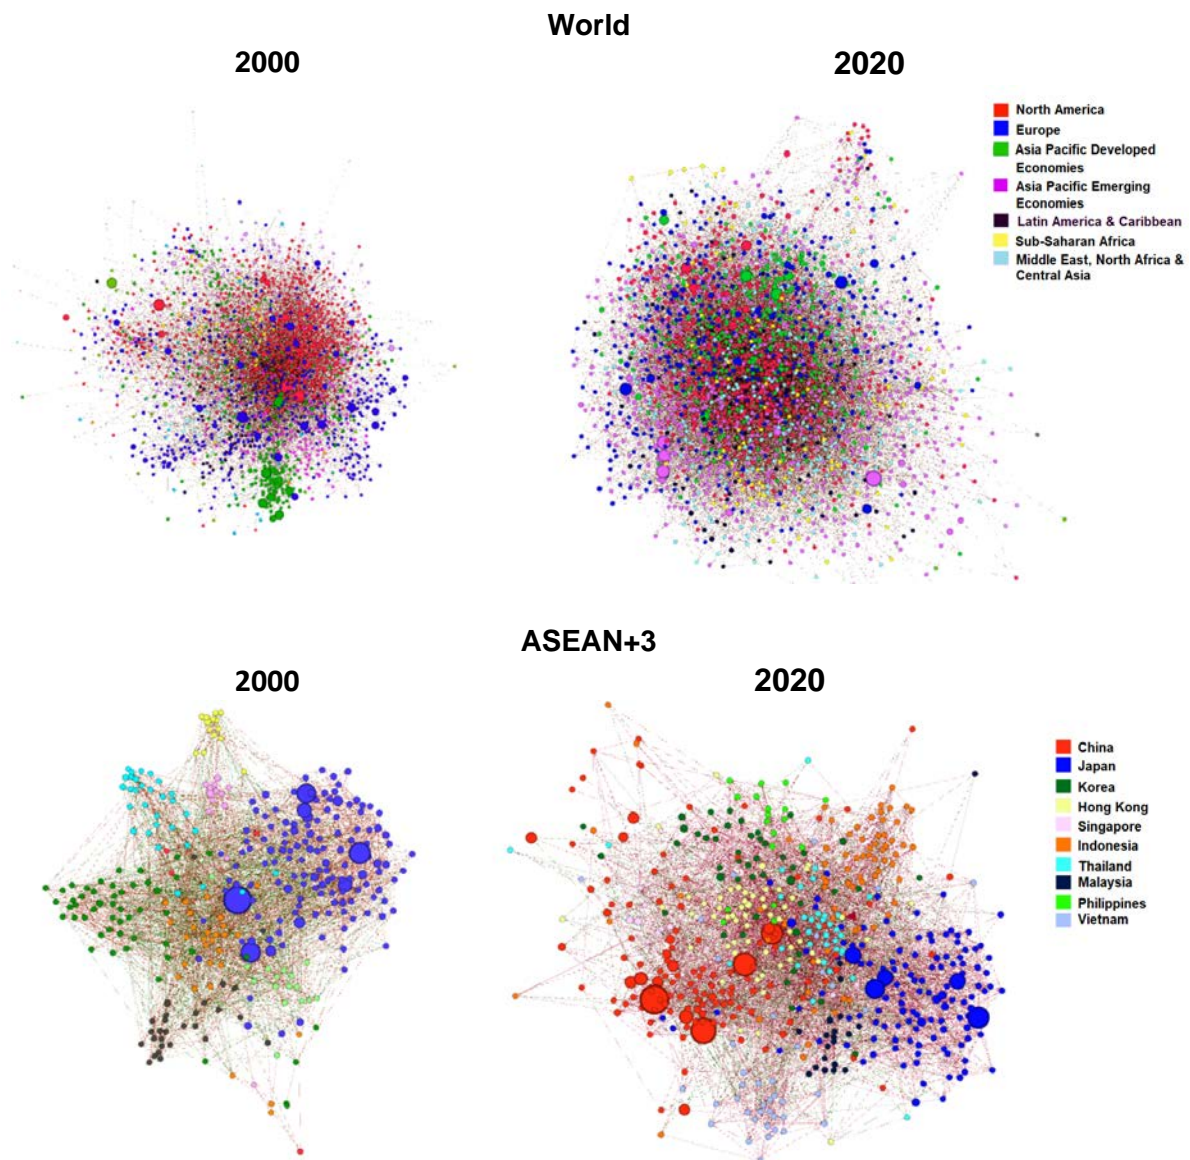 World
2000
2020
North America
Europe
Asia Pacific Developed
Economies
Asia Pacific Emerging
Economies
Latin America & Caribbean
Sub-Saharan Africa
Middle East, North Africa &
Central Asia
ASEAN+3
2000
2020
China
Japan
Korea
Hong Kong
Singapore
Indonesia
Thailand
Malaysia
Philippines
Vietnam